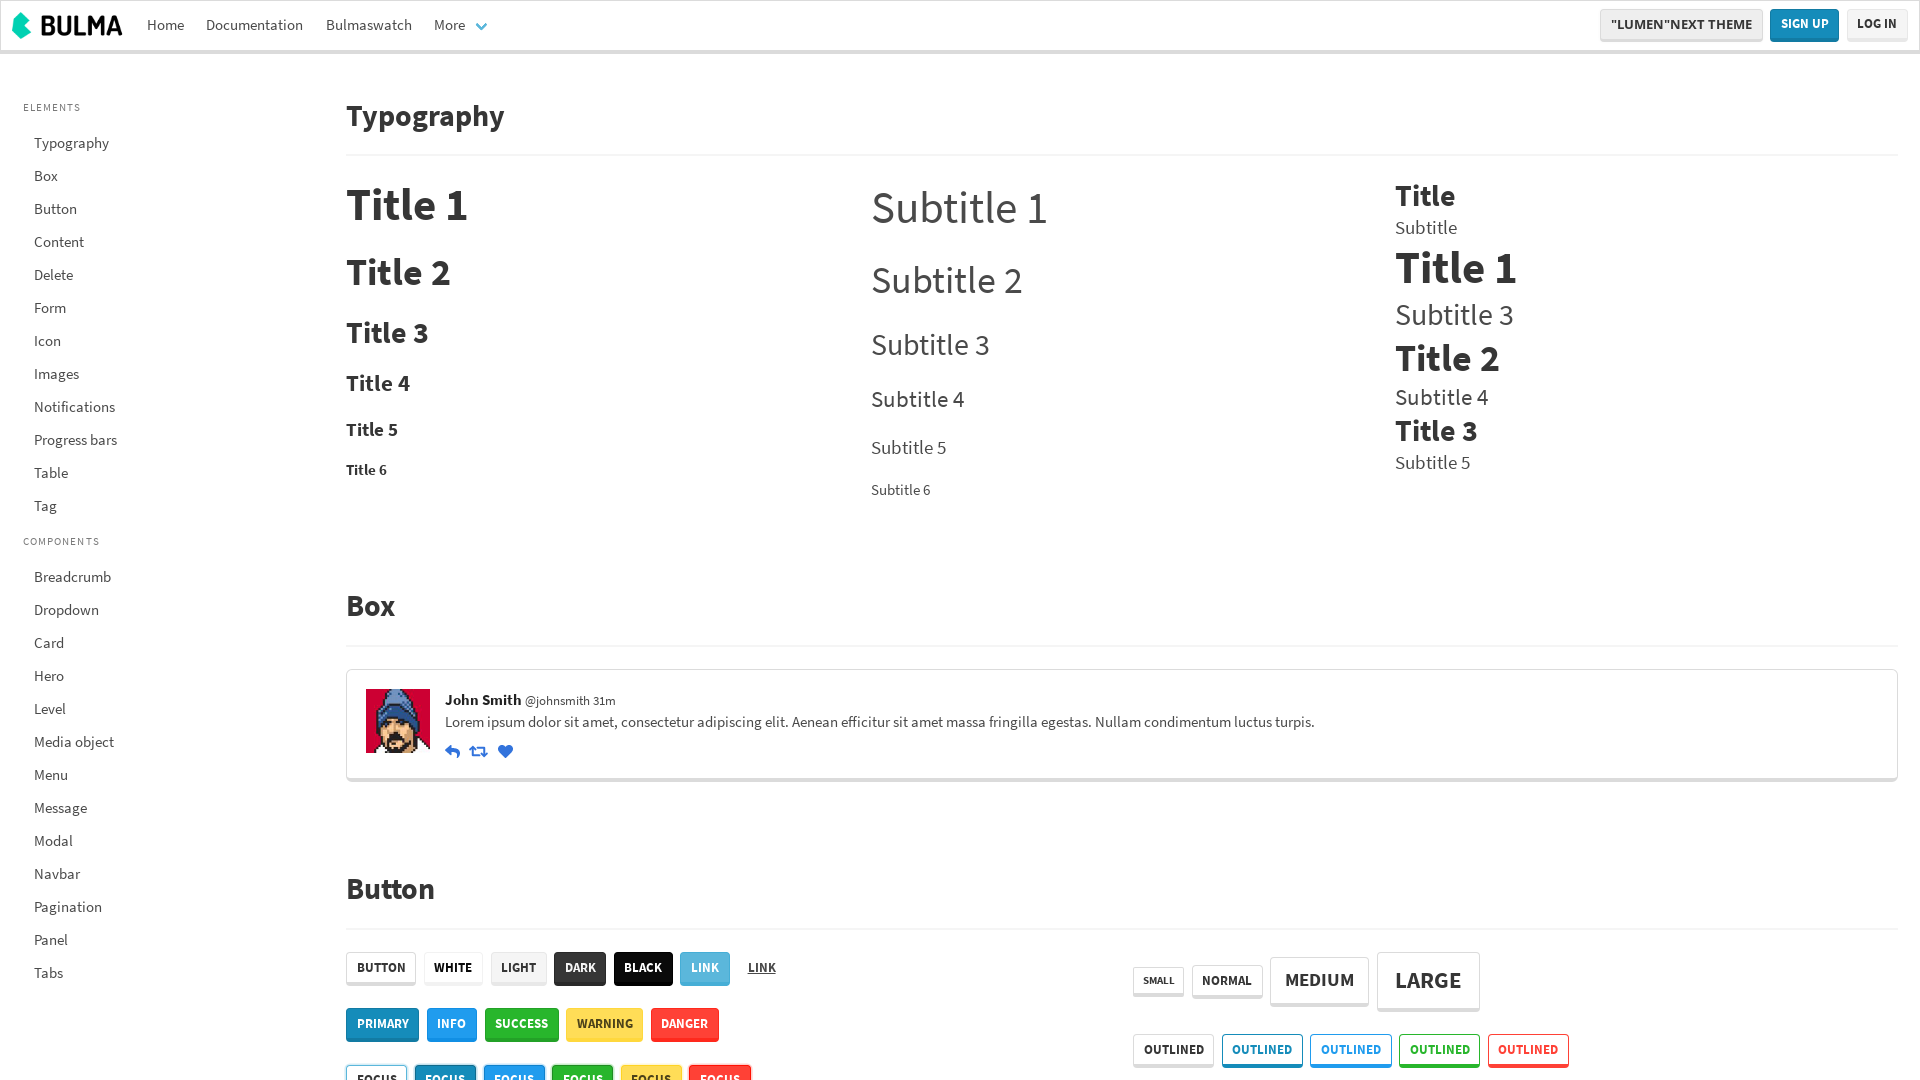 BULMA Home Documentation Bulmaswatch More "LUMEN"NEXT THEME SIGN UP LOG IN
ELEMENTS
Typography
Box
Button
Content
Delete
Form
Icon
Images
Notifications
Progress bars
Table
Tag
COMPONENTS
Breadcrumb
Dropdown
Card
Hero
Level
Media object
Menu
Message
Modal
Navbar
Pagination
Panel
Tabs
Typography
Title 1
Title 2
Title 3
Title 4
Title 5
Title 6
Subtitle 1
Subtitle 2
Subtitle 3
Subtitle 4
Subtitle 5
Subtitle 6
Title
Subtitle
Title 1
Subtitle 3
Title 2
Subtitle 4
Title 3
Subtitle 5
Box
John Smith @johnsmith 31m
Lorem ipsum dolor sit amet, consectetur adipiscing elit. Aenean efficitur sit amet massa fringilla egestas. Nullam condimentum luctus turpis.
Button
BUTTON WHITE LIGHT DARK BLACK LINK LINK
PRIMARY INFO SUCCESS WARNING DANGER
FOCUS FOCUS FOCUS FOCUS FOCUS FOCUS
SMALL NORMAL MEDIUM LARGE
OUTLINED OUTLINED OUTLINED OUTLINED OUTLINED